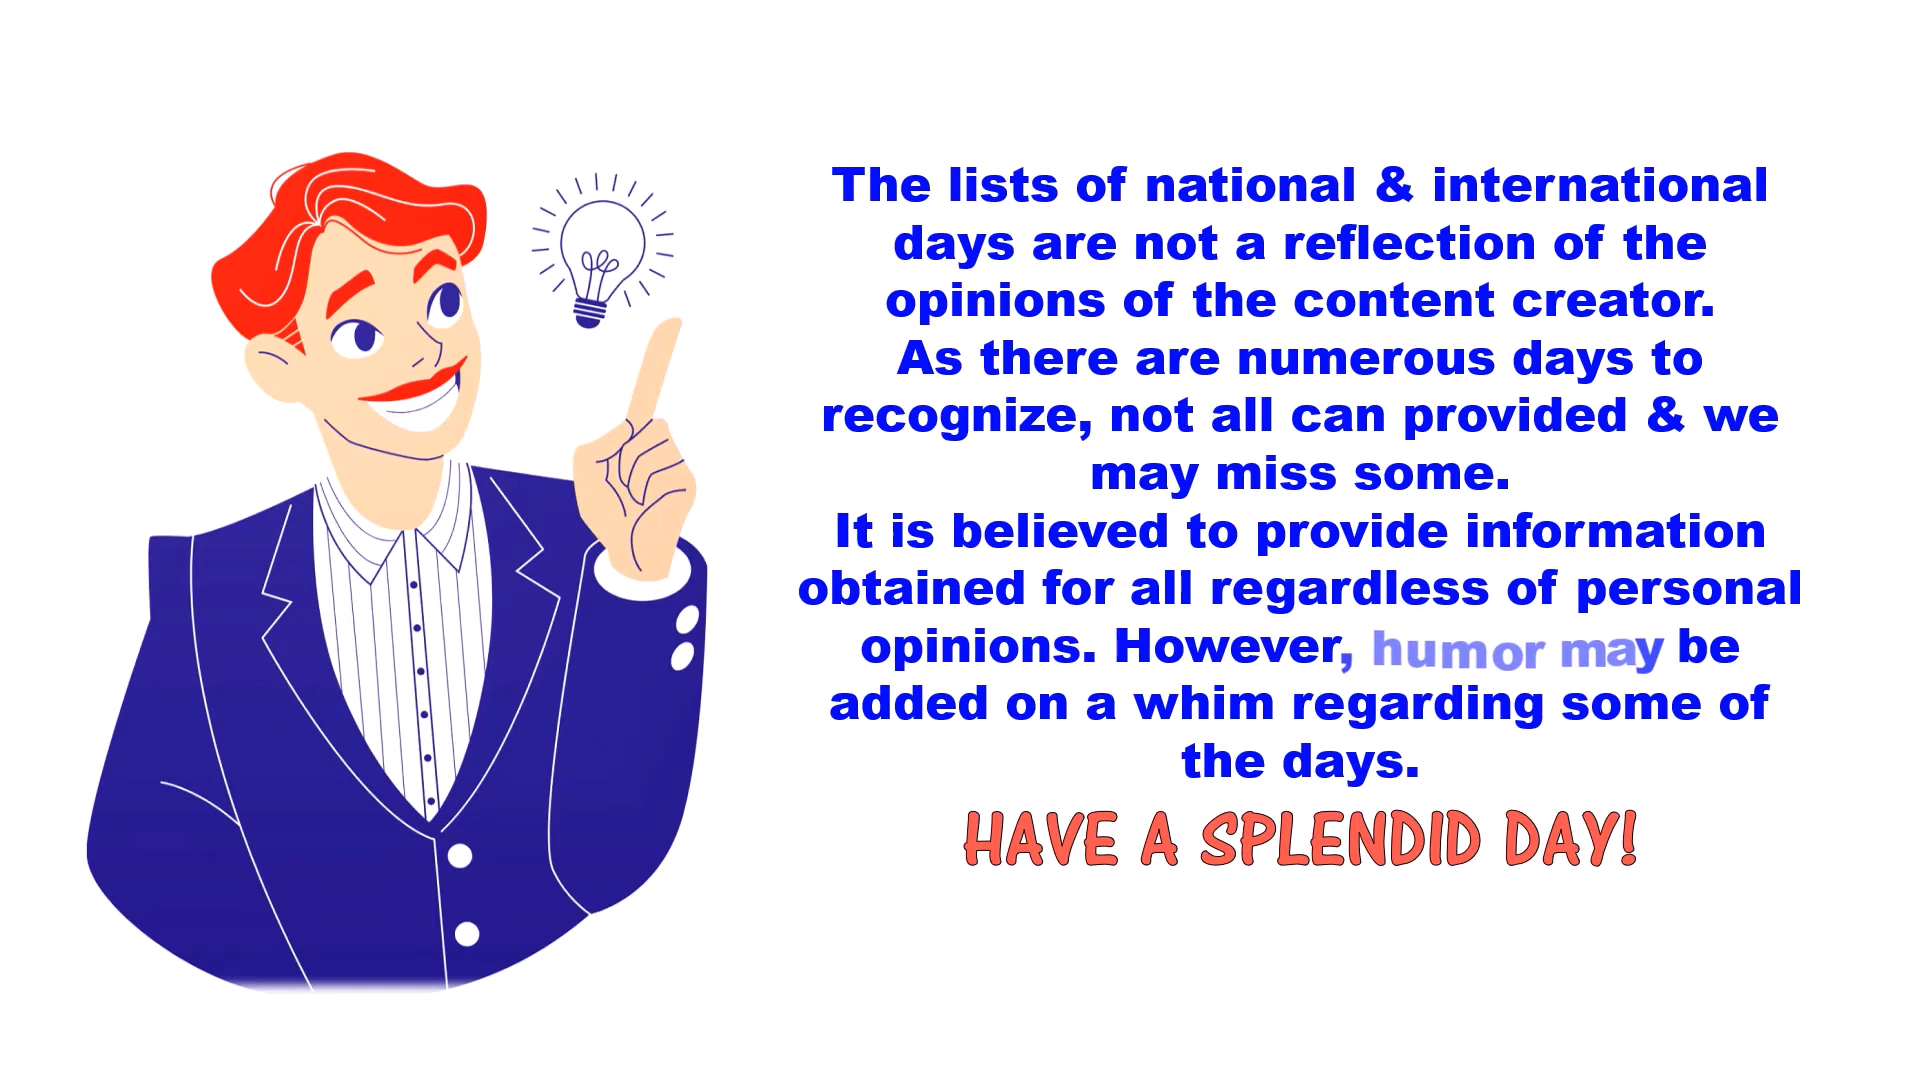 The lists of national & international
days are not a reflection of the
opinions of the content creator.
As there are numerous days to
recognize, not all can provided & we
may miss some.
It is believed to provide information
obtained for all regardless of personal
opinions. However, humor may be
added on a whim regarding some of
the days.
HAVE A SPLENDID DAY!